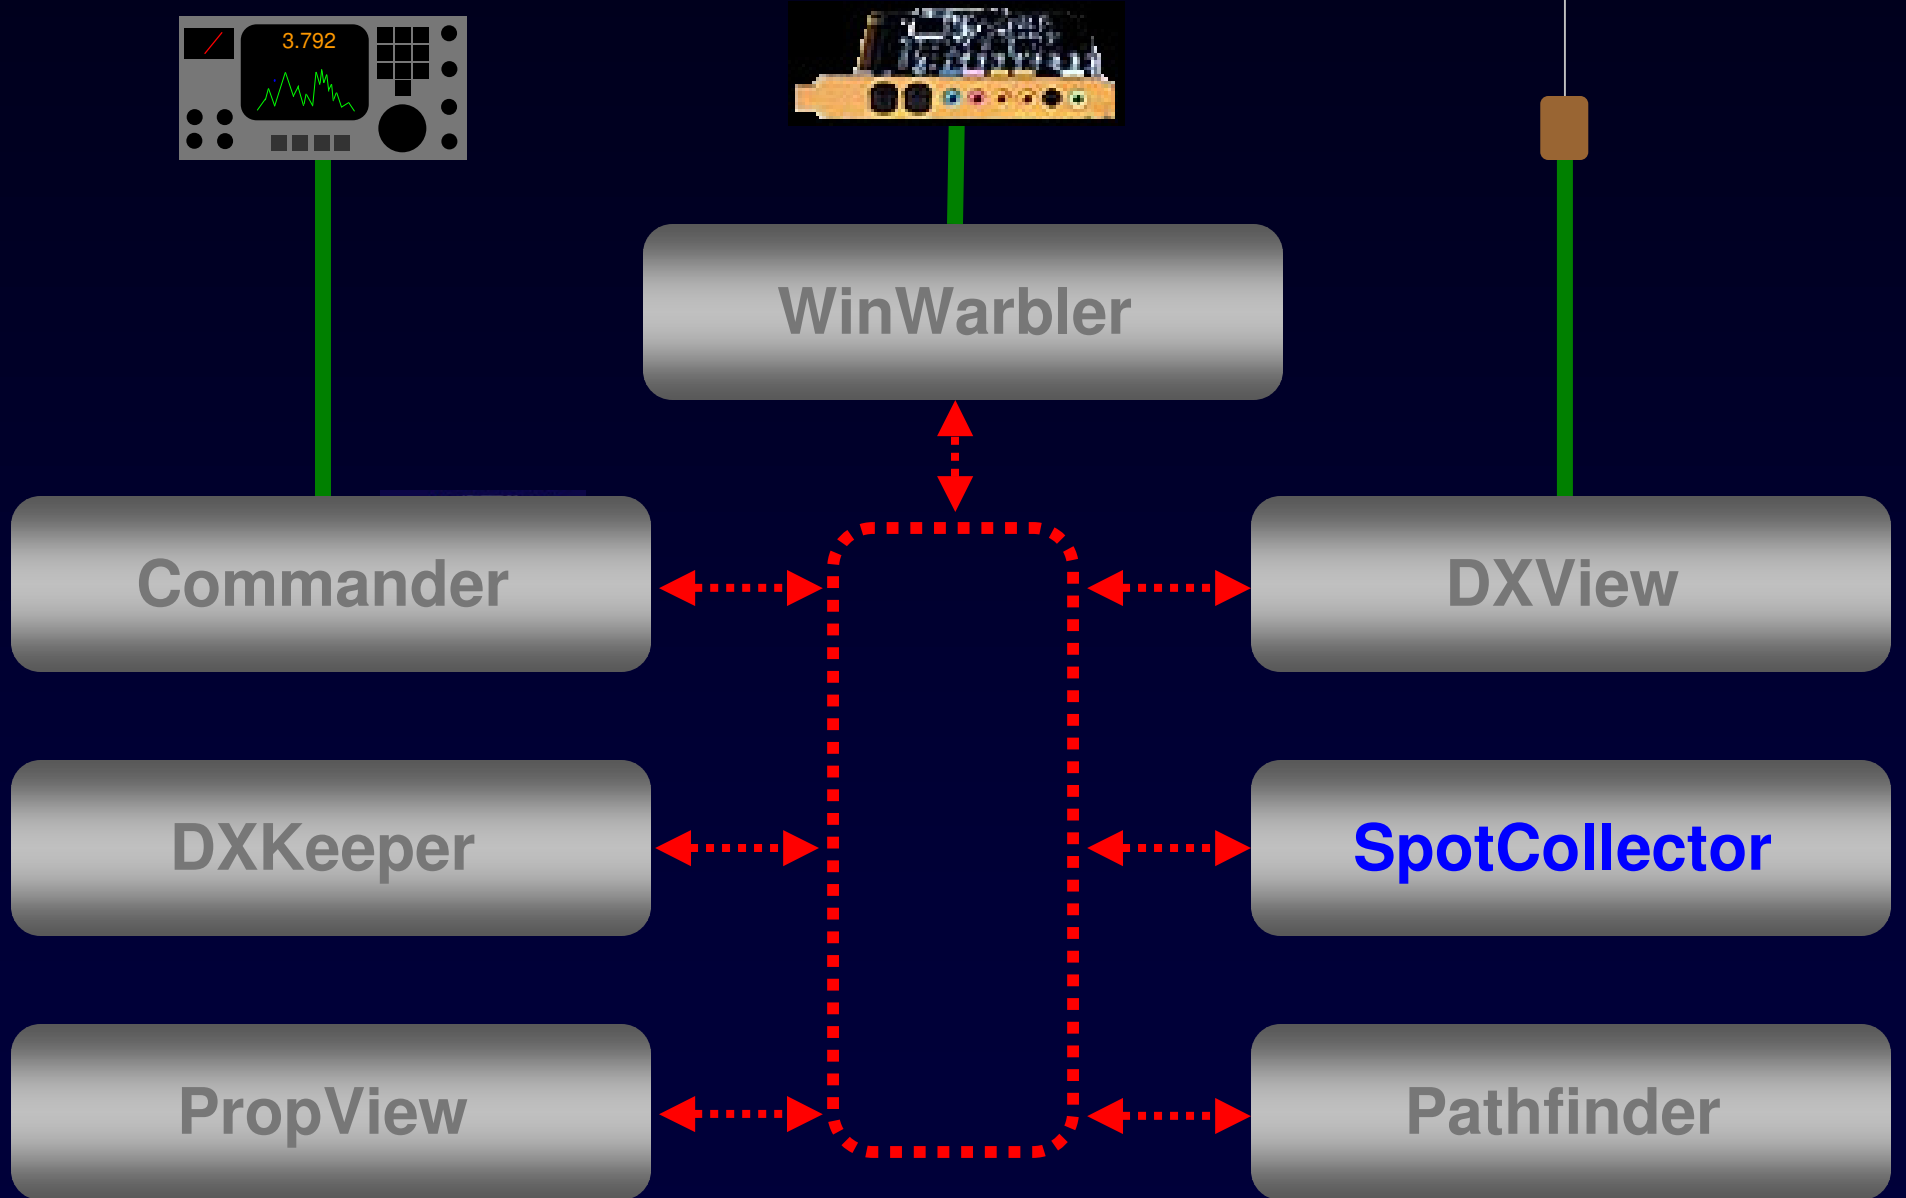 3.792
WinWarbler
Commander
DXView
DXKeeper
SpotCollector
PropView
Pathfinder